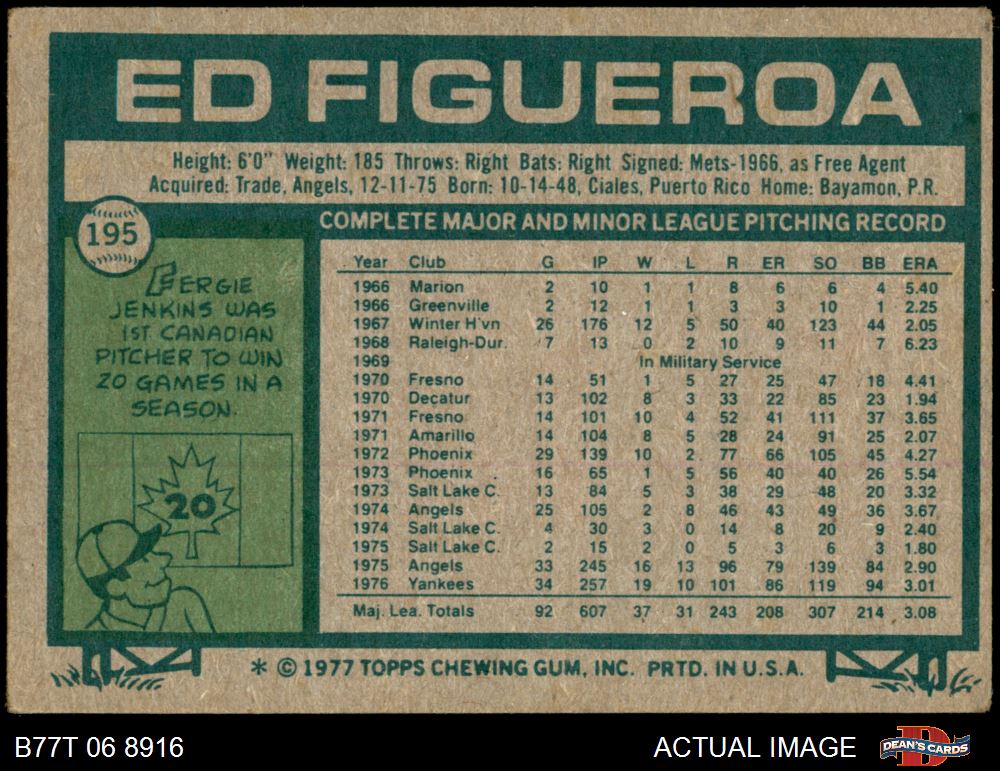 ED FIGUEROA
Height: 6'0" Weight: 185 Throws: Right Bats: Right Signed: Mets-1966, as Free Agent
Acquired: Trade, Angels, 12-11-75 Born: 10-14-48, Ciales, Puerto Rico Home: Bayamon, P.R.
195
FERGIE
JENKINS WAS
1ST CANADIAN
PITCHER TO WIN
20 GAMES IN A
SEASON.
20
COMPLETE MAJOR AND MINOR LEAGUE PITCHING RECORD
Year Club G IP W L R ER SO BB ERA
1966 Marion 2 10 1 1 8 6 6 4 5.40
1966 Greenville 2 12 1 1 3 3 10 1 2.25
1967 Winter H'vn 26 176 12 5 50 40 123 44 2.05
1968 Raleigh-Dur. 7 13 0 2 10 9 11 7 6.23
1969 In Military Service
1970 Fresno 14 51 1 5 27 25 47 18 4.41
1970 Decatur 13 102 8 3 33 22 85 23 1.94
1971 Fresno 14 101 10 4 52 41 111 37 3.65
1971 Amarillo 14 104 8 5 28 24 91 25 2.07
1972 Phoenix 29 139 10 2 77 66 105 45 4.27
1973 Phoenix 16 65 1 5 56 40 40 26 5.54
1973 Salt Lake C. 13 84 5 3 38 29 48 20 3.32
1974 Angels 25 105 2 8 46 43 49 36 3.67
1974 Salt Lake C. 4 30 3 0 14 8 20 9 2.40
1975 Salt Lake C. 2 15 2 0 5 3 6 3 1.80
1975 Angels 33 245 16 13 96 79 139 84 2.90
1976 Yankees 34 257 19 10 101 86 119 94 3.01
Maj. Lea. Totals 92 607 37 31 243 208 307 214 3.08
* © 1977 TOPPS CHEWING GUM, INC. PRTD. IN U.S.A.
B77T 06 8916
ACTUAL IMAGE
DEAN'S CARDS